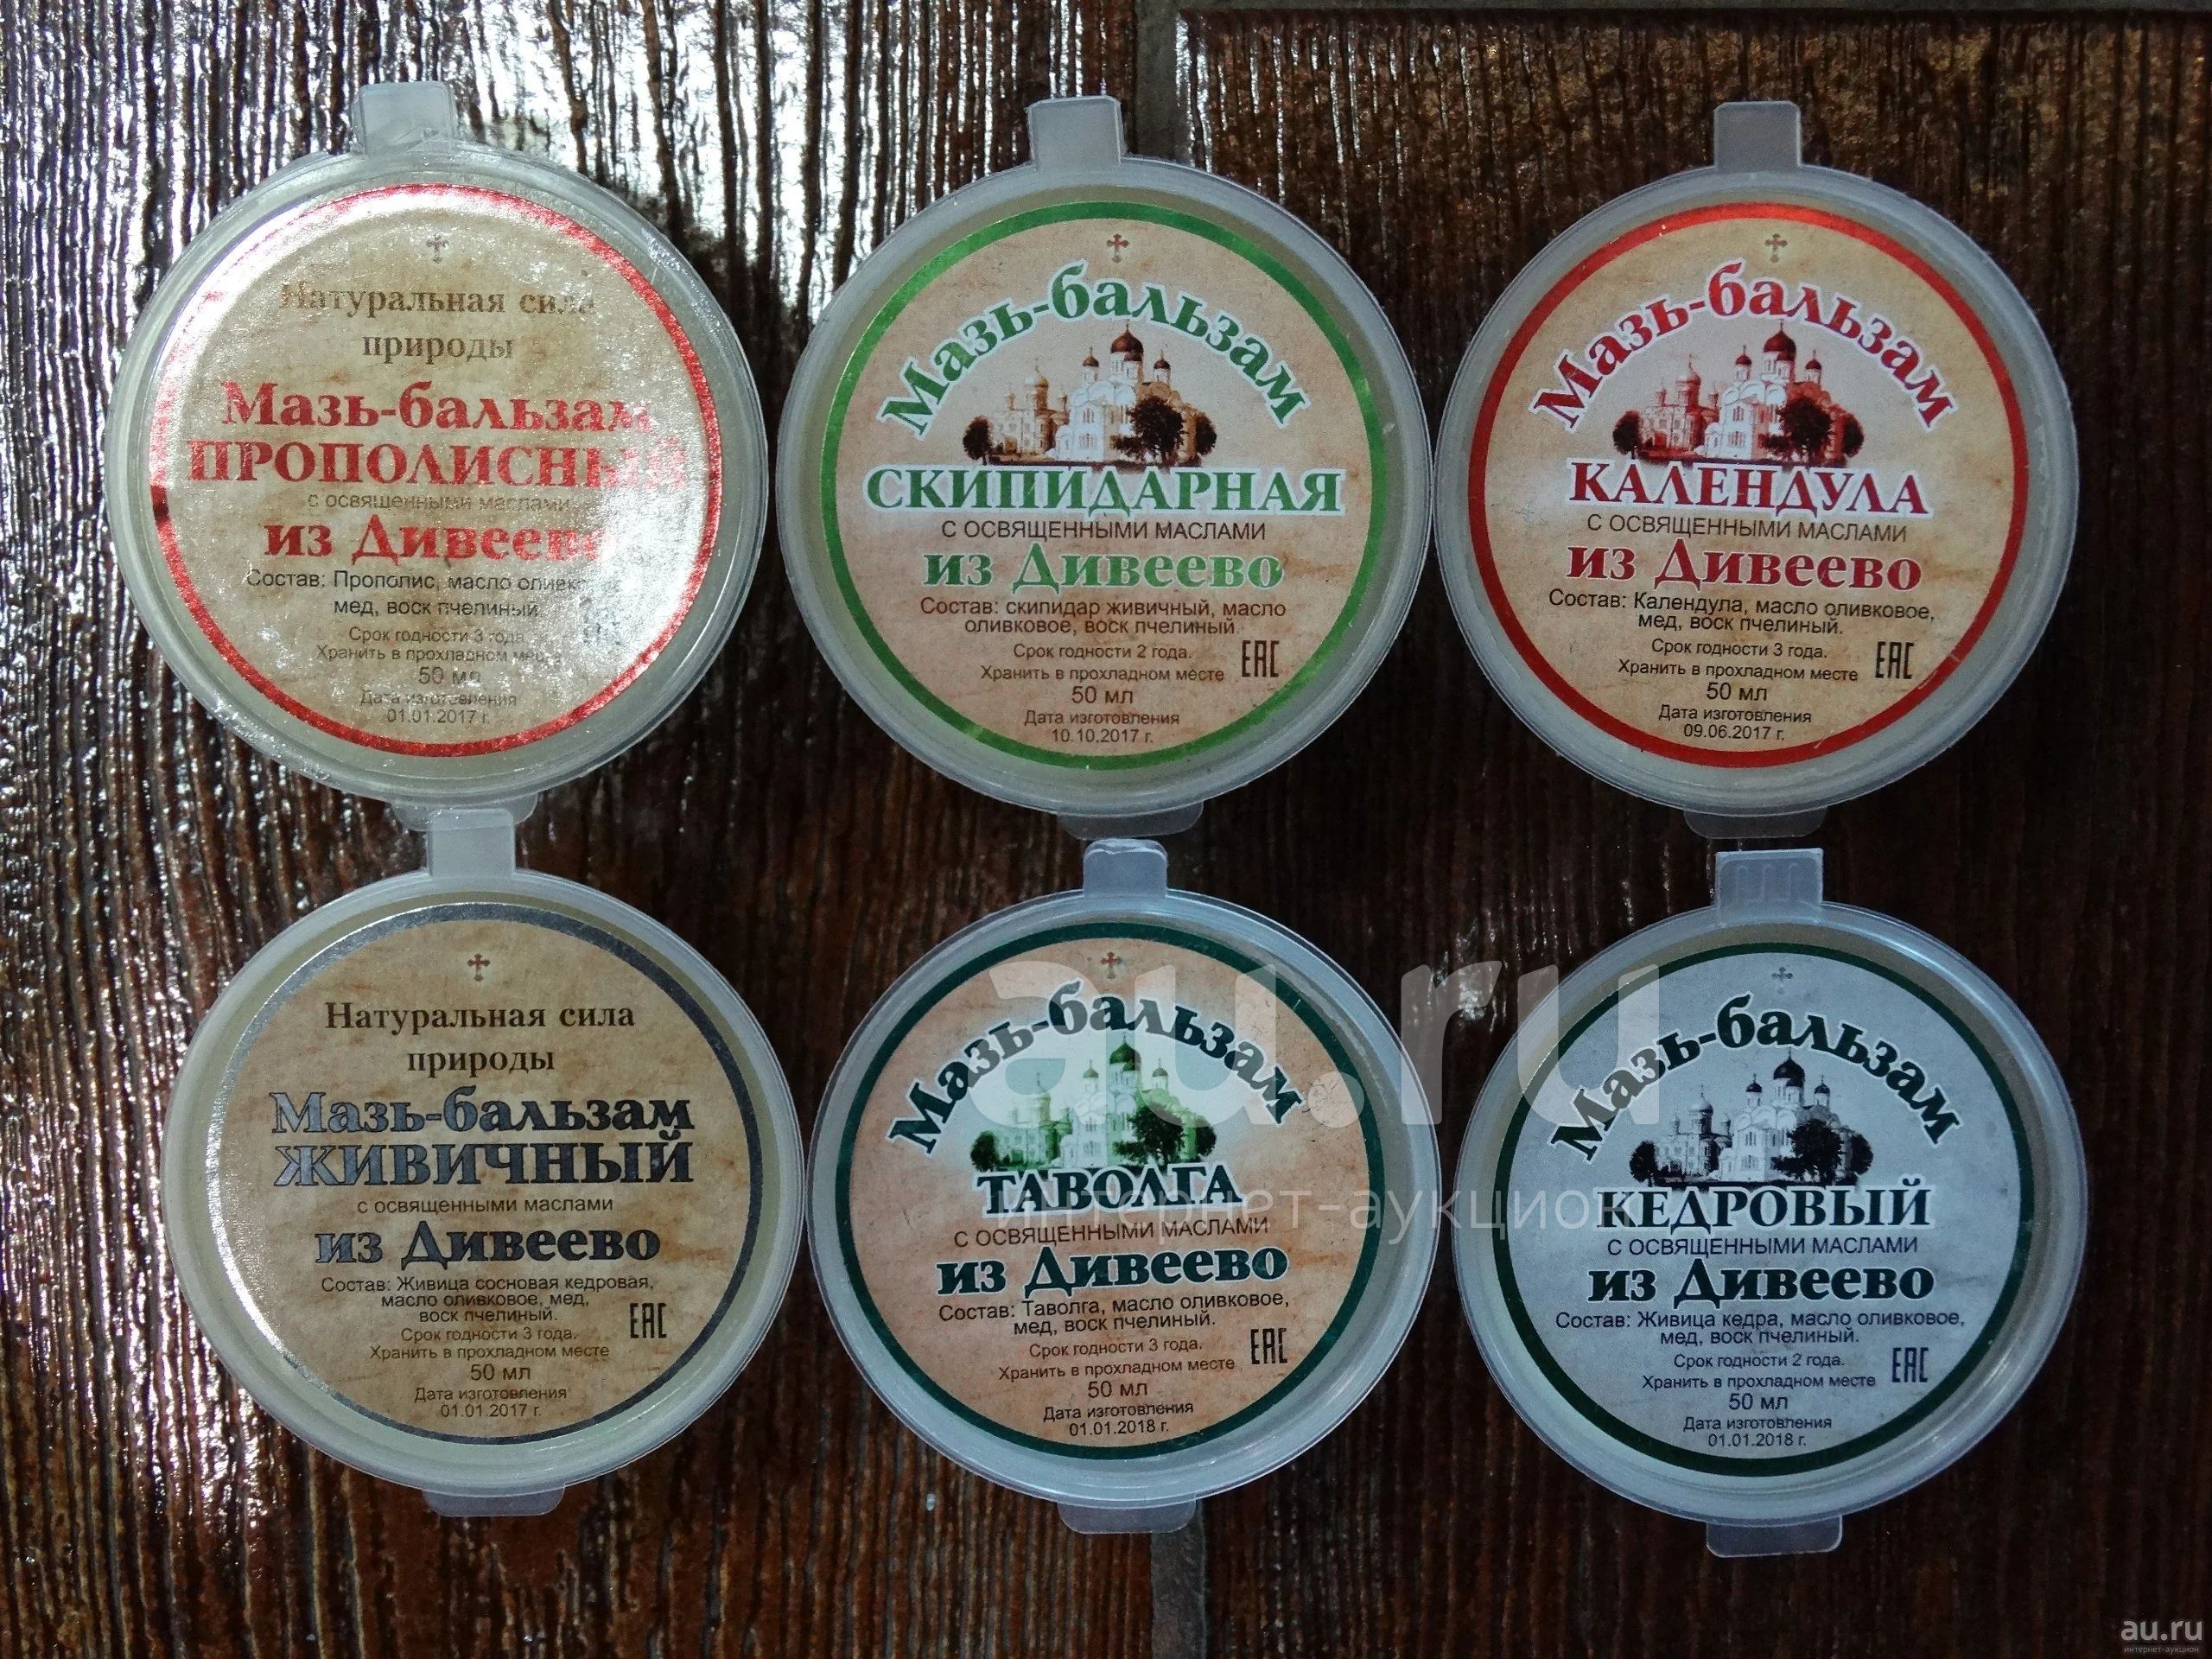 Натуральная сила
природы
Мазь-бальзам
ПРОПОЛИСНЫЙ
с освященными маслами
из Дивеево
Состав: Прополис, масло
мед, воск пчелиный
Срок годности 3 года
Хранить в прохладном месте
50 мл
Дата изготовления
01.01.2017 г.
Мазь-бальзам
СКИПИДАРНАЯ
С ОСВЯЩЕННЫМИ МАСЛАМИ
из Дивеево
Состав: скипидар живичный, масло
оливковое, воск пчелиный
Срок годности 2 года.
Хранить в прохладном месте
EAC
50 мл
Дата изготовления
10.10.2017 г.
Мазь-бальзам
КАЛЕНДУЛА
С ОСВЯЩЕННЫМИ МАСЛАМИ
из Дивеево
Состав: Календула, масло оливковое,
мед, воск пчелиный.
Срок годности 3 года.
Хранить в прохладном месте
EAC
50 мл
Дата изготовления
09.06.2017 г.
Натуральная сила
природы
Мазь-бальзам
ЖИВИЧНЫЙ
с освященными маслами
из Дивеево
Состав: Живица сосновая кедровая,
масло оливковое, мед,
воск пчелиный.
Срок годности 3 года.
EAC
Хранить в прохладном месте
50 мл
Дата изготовления
01.01.2017 г.
Мазь-бальзам
ТАВОЛГА
С ОСВЯЩЕННЫМИ МАСЛАМИ
из Дивеево
Состав: Таволга, масло оливковое,
мед, воск пчелиный.
Срок годности 3 года.
Хранить в прохладном месте
EAC
50 мл
Дата изготовления
01.01.2018 г.
Мазь-бальзам
КЕДРОВЫЙ
С ОСВЯЩЕННЫМИ МАСЛАМИ
из Дивеево
Состав: Живица кедра, масло оливковое,
мед, воск пчелиный.
Срок годности 2 года.
Хранить в прохладном месте
EAC
50 мл
Дата изготовления
01.01.2018 г.
au.ru
интернет-аукцион
au.ru
интернет-аукцион